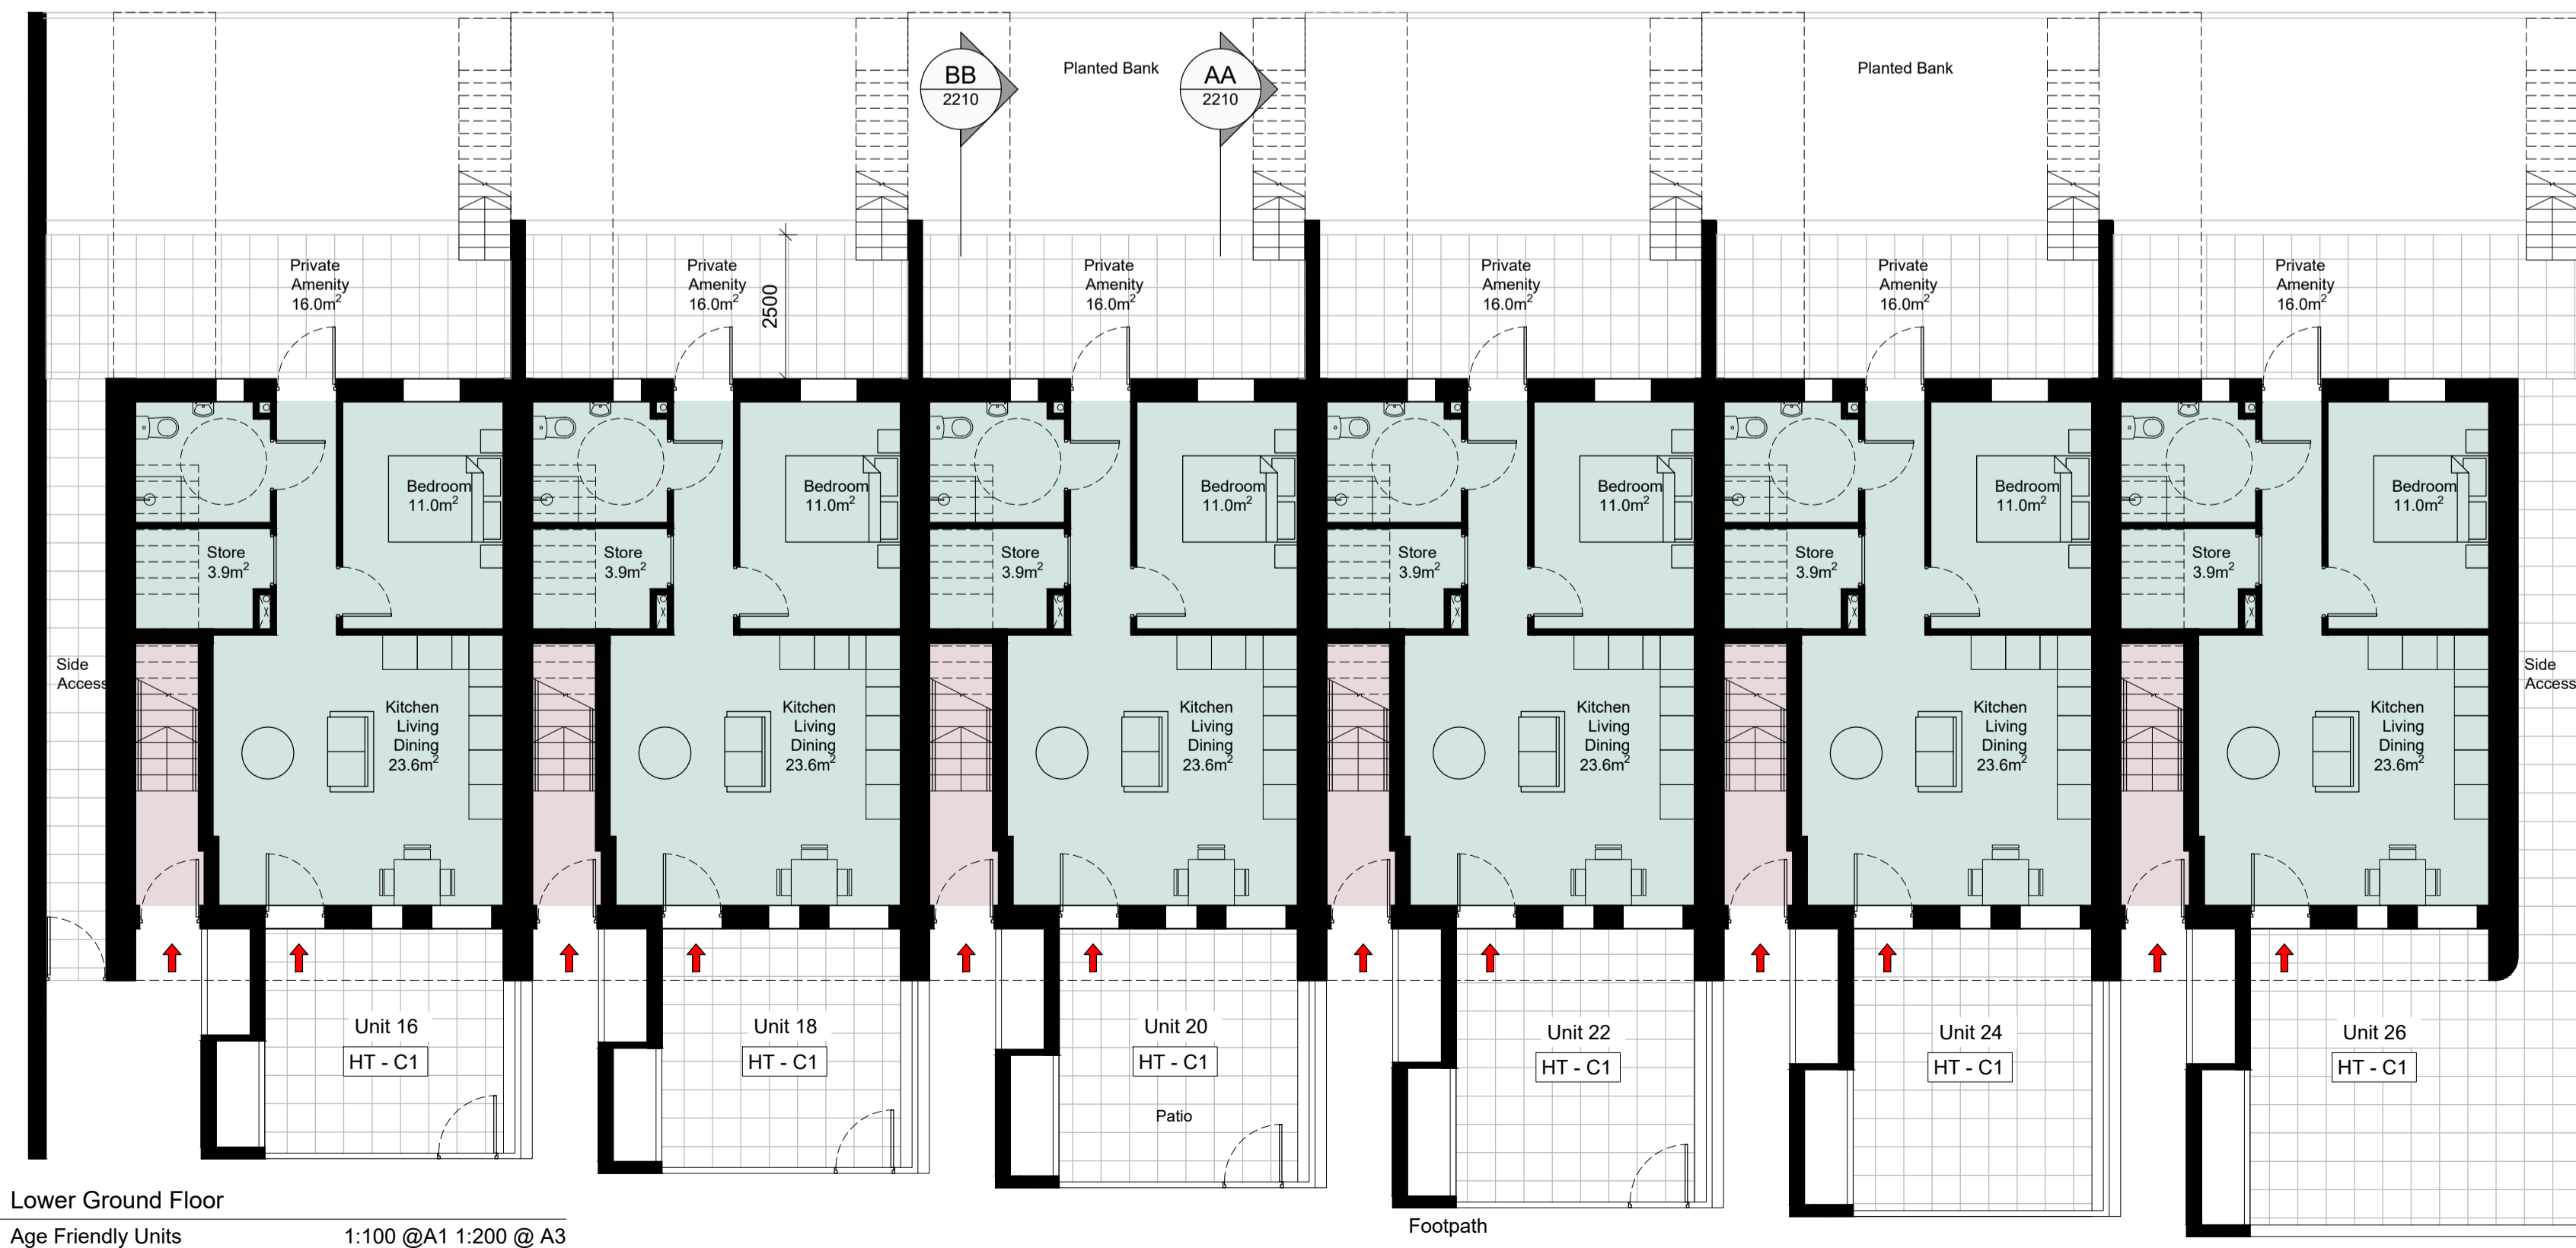 BB
2210
Planted Bank
AA
2210
Planted Bank
Private
Amenity
16.0m²
Private
Amenity
16.0m²
2500
Private
Amenity
16.0m²
Private
Amenity
16.0m²
Private
Amenity
16.0m²
Private
Amenity
16.0m²
Bedroom
11.0m²
Bedroom
11.0m²
Bedroom
11.0m²
Bedroom
11.0m²
Bedroom
11.0m²
Bedroom
11.0m²
Store
3.9m²
Store
3.9m²
Store
3.9m²
Store
3.9m²
Store
3.9m²
Store
3.9m²
Side
Access
Side
Access
Kitchen
Living
Dining
23.6m²
Kitchen
Living
Dining
23.6m²
Kitchen
Living
Dining
23.6m²
Kitchen
Living
Dining
23.6m²
Kitchen
Living
Dining
23.6m²
Kitchen
Living
Dining
23.6m²
Unit 16
HT - C1
Unit 18
HT - C1
Unit 20
HT - C1
Unit 22
HT - C1
Unit 24
HT - C1
Unit 26
HT - C1
Patio
Footpath
Lower Ground Floor
Age Friendly Units 1:100 @A1 1:200 @ A3